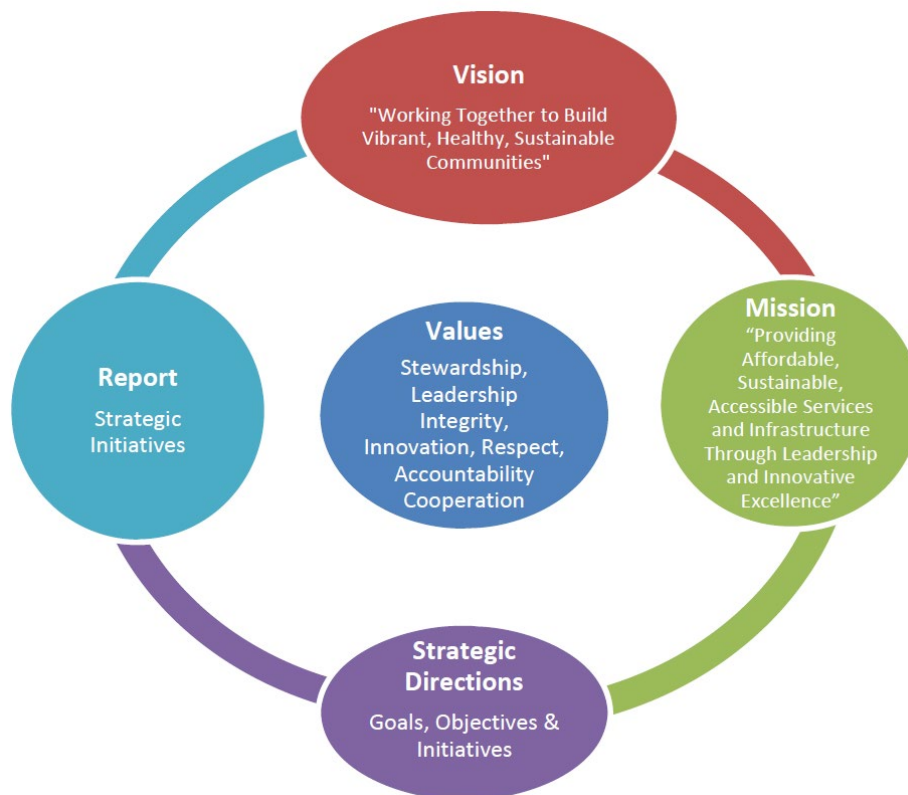 Vision
"Working Together to Build
Vibrant, Healthy, Sustainable
Communities"
Mission
“Providing
Affordable,
Sustainable,
Accessible Services
and Infrastructure
Through Leadership
and Innovative
Excellence”
Values
Stewardship,
Leadership
Integrity,
Innovation, Respect,
Accountability
Cooperation
Report
Strategic
Initiatives
Strategic
Directions
Goals, Objectives &
Initiatives